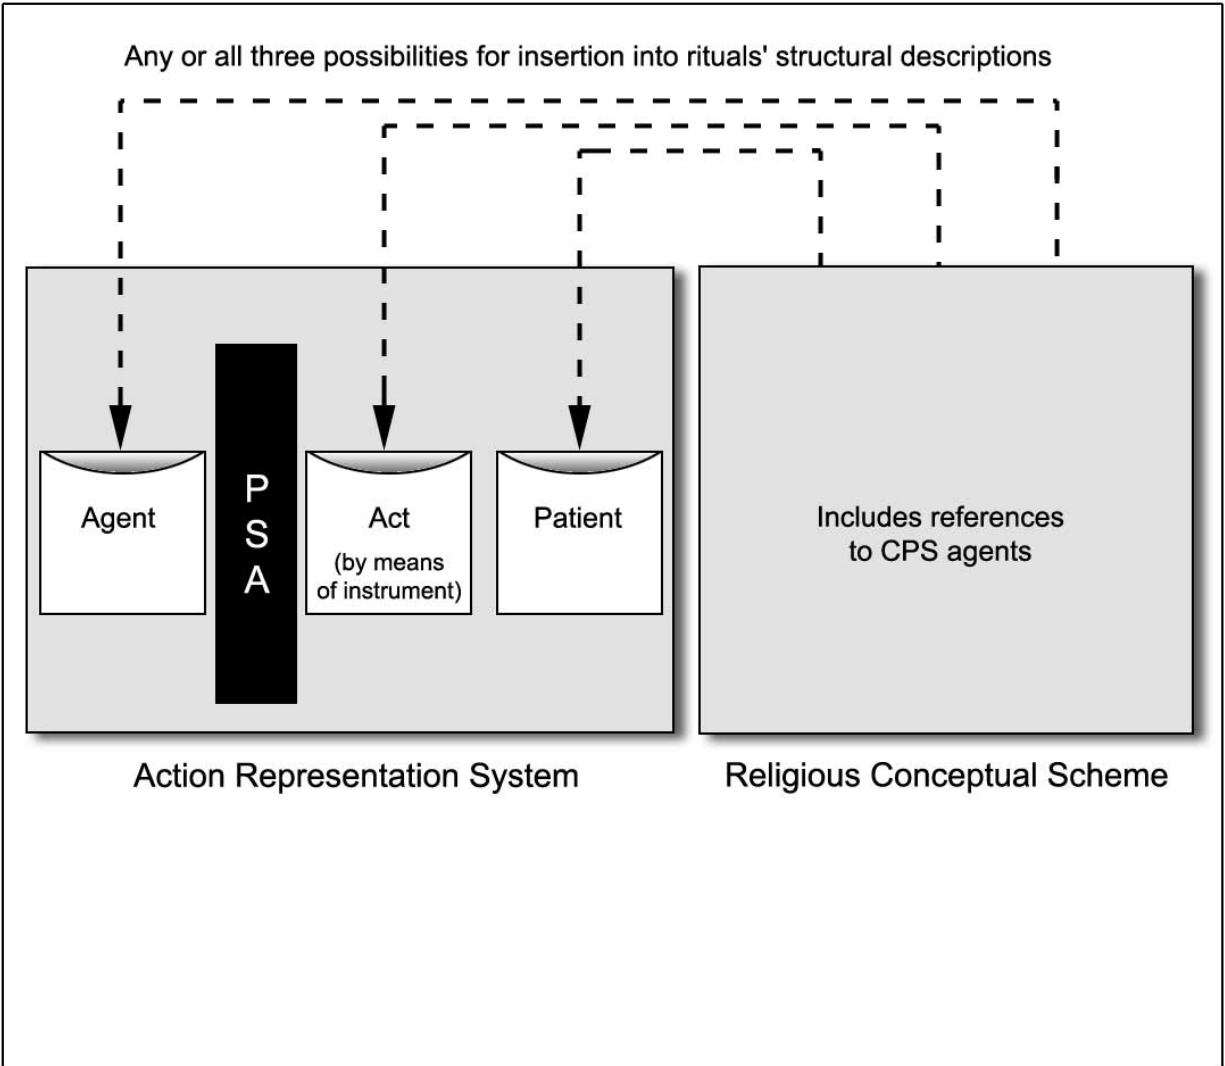 Any or all three possibilities for insertion into rituals' structural descriptions
Agent
P
S
A
Act
(by means
of instrument)
Patient
Includes references
to CPS agents
Action Representation System
Religious Conceptual Scheme